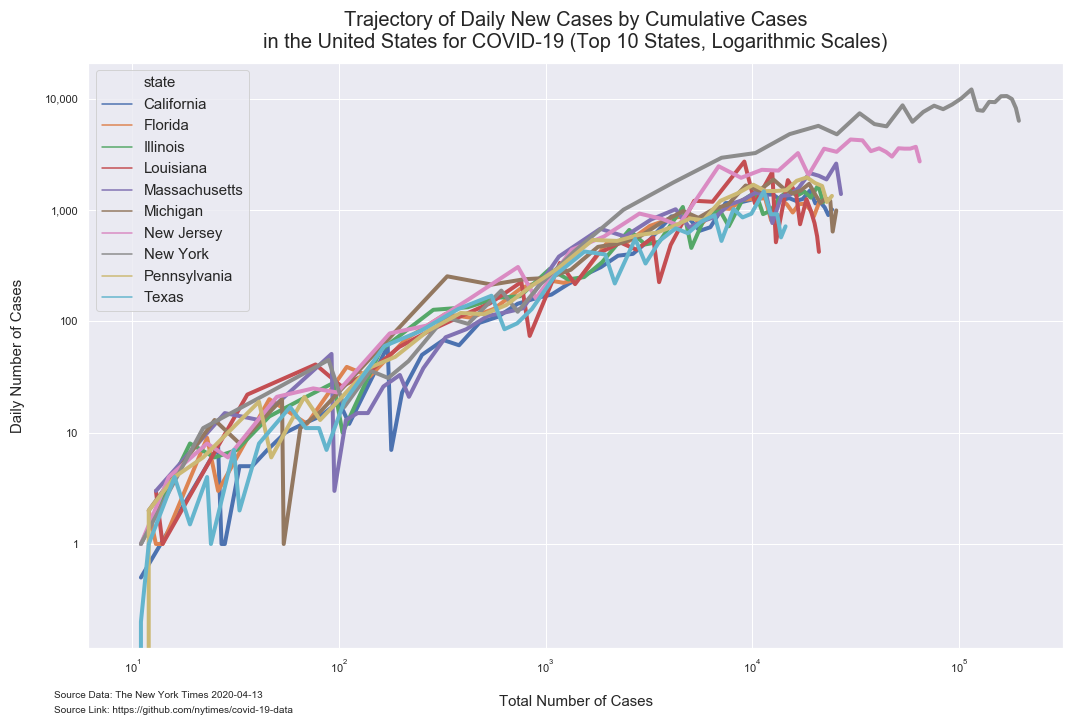 Trajectory of Daily New Cases by Cumulative Cases
in the United States for COVID-19 (Top 10 States, Logarithmic Scales)
state
California
Florida
Illinois
Louisiana
Massachusetts
Michigan
New Jersey
New York
Pennsylvania
Texas
Daily Number of Cases
10,000
1,000
100
10
1
10¹
10²
10³
10⁴
10⁵
Total Number of Cases
Source Data: The New York Times 2020-04-13
Source Link: https://github.com/nytimes/covid-19-data